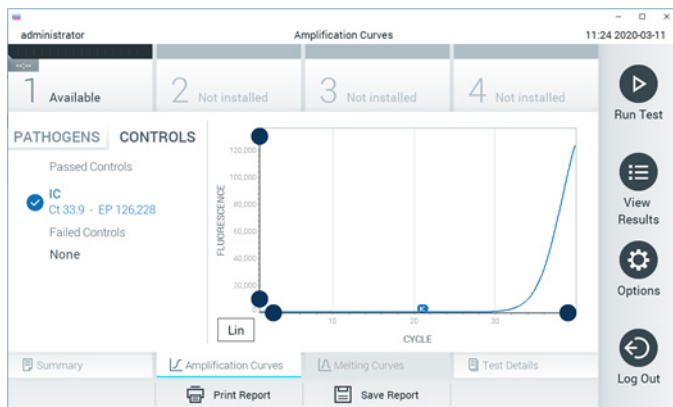 administrator
Amplification Curves
11:24 2020-03-11
--:--
1 Available
2 Not installed
3 Not installed
4 Not installed
Run Test
PATHOGENS
CONTROLS
Passed Controls
IC
Ct 33.9 - EP 126,228
Failed Controls
None
FLUORESCENCE
120,000
100,000
80,000
60,000
40,000
20,000
0
IC
10
20
30
CYCLE
Lin
View
Results
Options
Log Out
Summary
Amplification Curves
Melting Curves
Test Details
Print Report
Save Report